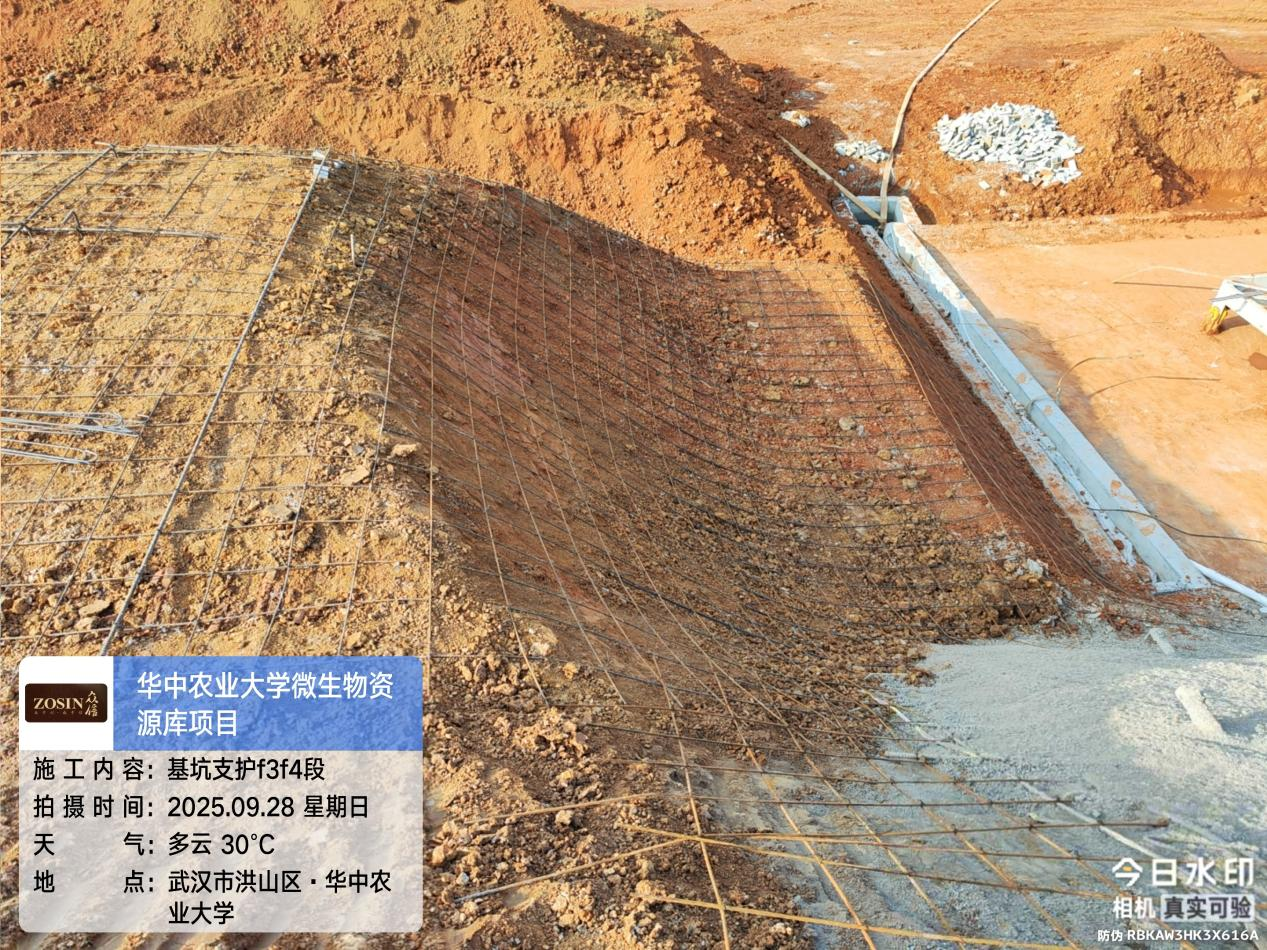 ZOSIN 众信
华中农业大学微生物资
源库项目
施工内容：基坑支护f3f4段
拍摄时间：2025.09.28 星期日
天气：多云 30°C
地点：武汉市洪山区·华中农
业大学
今日水印
相机 真实可验
防伪 RBKAW3HK3X616A